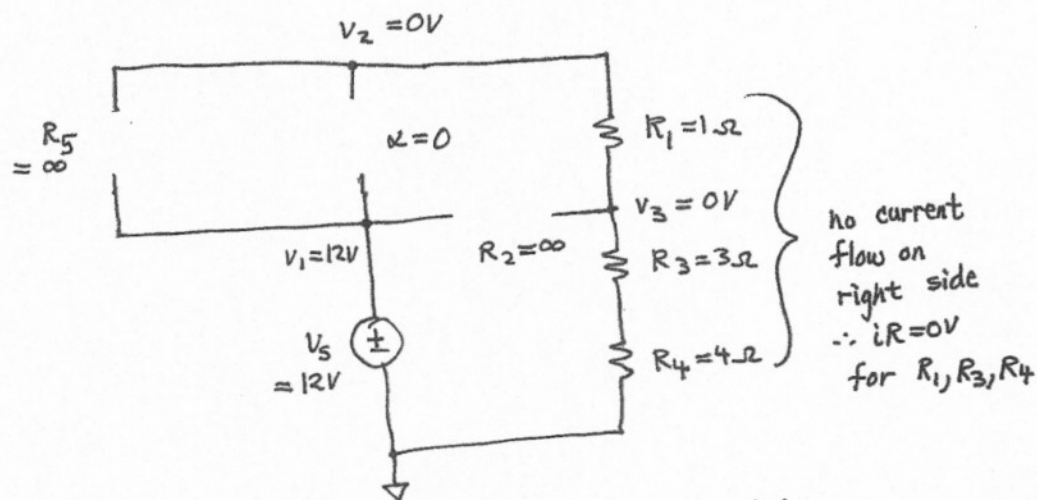 v₂ = 0V
R₅
= ∞
α = 0
R₁ = 1Ω
v₃ = 0V
v₁ = 12V
R₂ = ∞
R₃ = 3Ω
Vs
= 12V
±
R₄ = 4Ω
no current
flow on
right side
∴ iR = 0V
for R₁, R₃, R₄